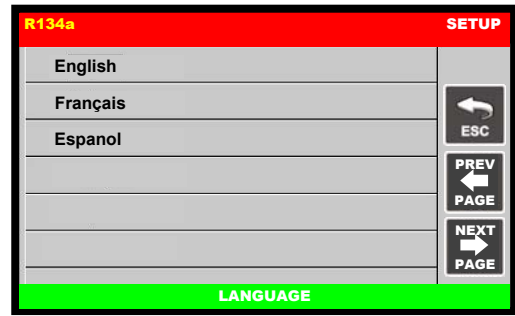 R134a SETUP
English
Français
Espanol
ESC
PREV
PAGE
NEXT
PAGE
LANGUAGE